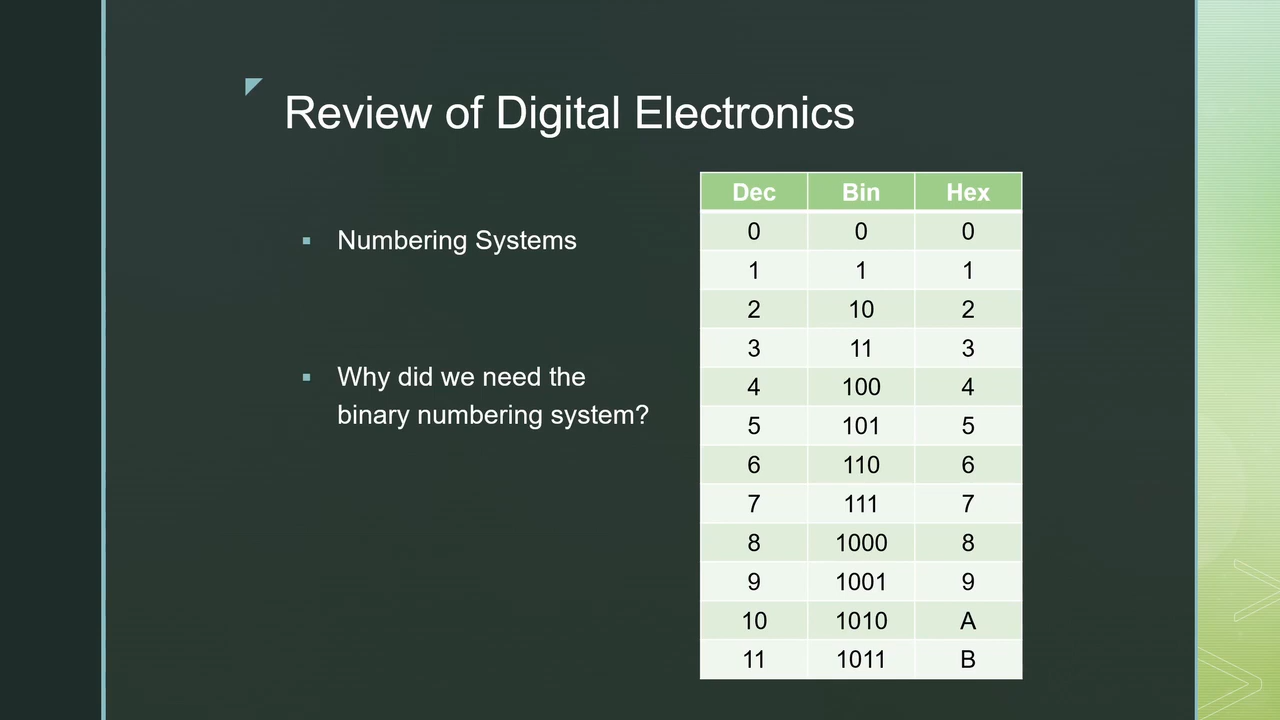 Review of Digital Electronics
▪ Numbering Systems
▪ Why did we need the
binary numbering system?
Dec Bin Hex
0 0 0
1 1 1
2 10 2
3 11 3
4 100 4
5 101 5
6 110 6
7 111 7
8 1000 8
9 1001 9
10 1010 A
11 1011 B